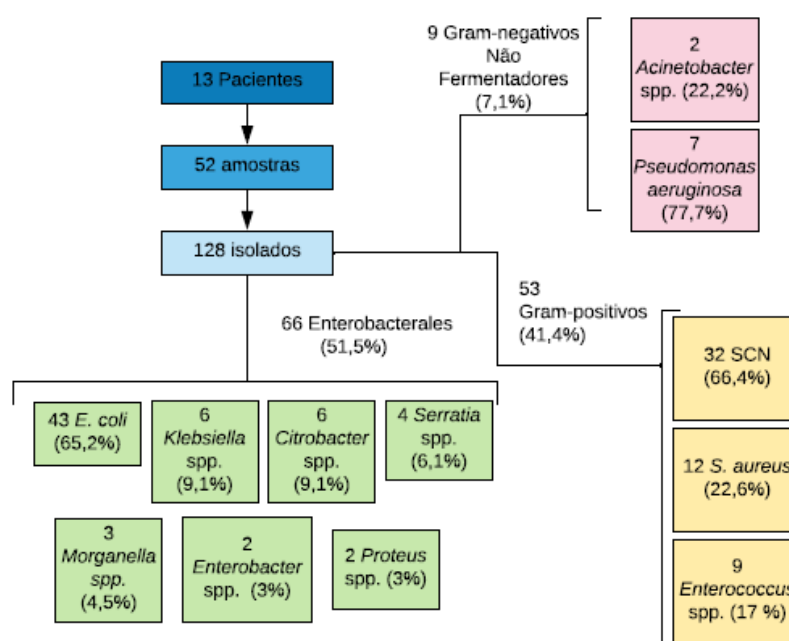 13 Pacientes
52 amostras
128 isolados
9 Gram-negativos
Não
Fermentadores
(7,1%)
2
Acinetobacter
spp. (22,2%)
7
Pseudomonas
aeruginosa
(77,7%)
53
Gram-positivos
(41,4%)
32 SCN
(66,4%)
12 S. aureus
(22,6%)
9
Enterococcus
spp. (17 %)
66 Enterobacterales
(51,5%)
43 E. coli
(65,2%)
6
Klebsiella
spp.
(9,1%)
6
Citrobacter
spp.
(9,1%)
4 Serratia
spp.
(6,1%)
3
Morganella
spp.
(4,5%)
2
Enterobacter
spp. (3%)
2 Proteus
spp. (3%)